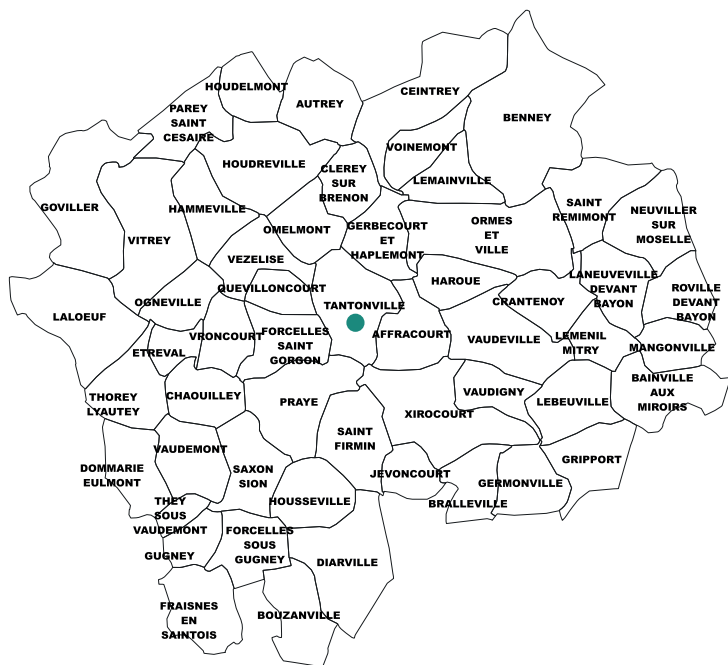 HOUDELMONT
CEINTREY
AUTREY
PAREY
SAINT
CESAIRE
BENNEY
VOINEMONT
HOUDREVILLE
CLEREY
SUR
BRENON
LEMAINVILLE
GOVILLER
HAMMEVILLE
SAINT
REMIMONT
NEUVILLER
SUR
MOSELLE
ORMES
ET
VILLE
OMELMONT
GERBECOURT
ET
HAPLEMONT
VITREY
VEZELISE
LANEUVEVILLE
DEVANT
BAYON
HAROUE
QUEVILLONCOURT
ROVILLE
DEVANT
BAYON
OGNEVILLE
CRANTENOY
TANTONVILLE
LALOEUF
VRONCOURT
FORCELLES
SAINT
GORGON
AFFRACOURT
VAUDEVILLE
LEMENIL
MITRY
MANGONVILLE
ETREVAL
BAINVILLE
AUX
MIROIRS
THOREY
LYAUTEY
CHAOUILLEY
PRAYE
VAUDIGNY
LEBEUVILLE
XIROCOURT
SAINT
FIRMIN
VAUDEMONT
GRIPPORT
DOMMARIE
EULMONT
SAXON
SION
JEVONCOURT
GERMONVILLE
HOUSSEVILLE
BRALLEVILLE
THEY
SOUS
VAUDEMONT
FORCELLES
SOUS
GUGNEY
GUGNEY
DIARVILLE
FRAISNES
EN
SAINTOIS
BOUZANVILLE